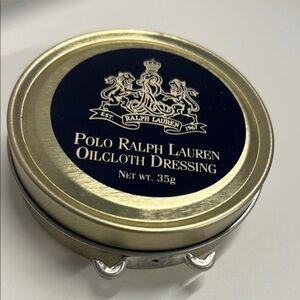 EST. RALPH LAUREN 1967
POLO RALPH LAUREN
OILCLOTH DRESSING
NET WT. 35g